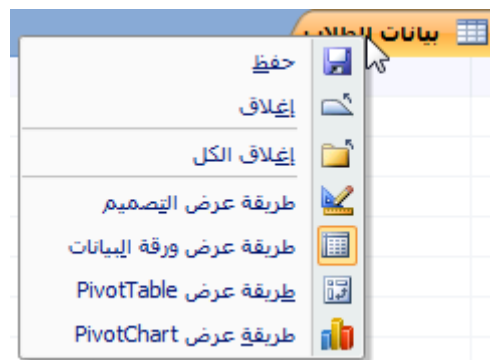 بيانات الطلاب
حفظ
إغلاق
إغلاق الكل
طريقة عرض التصميم
طريقة عرض ورقة البيانات
طريقة عرض PivotTable
طريقة عرض PivotChart